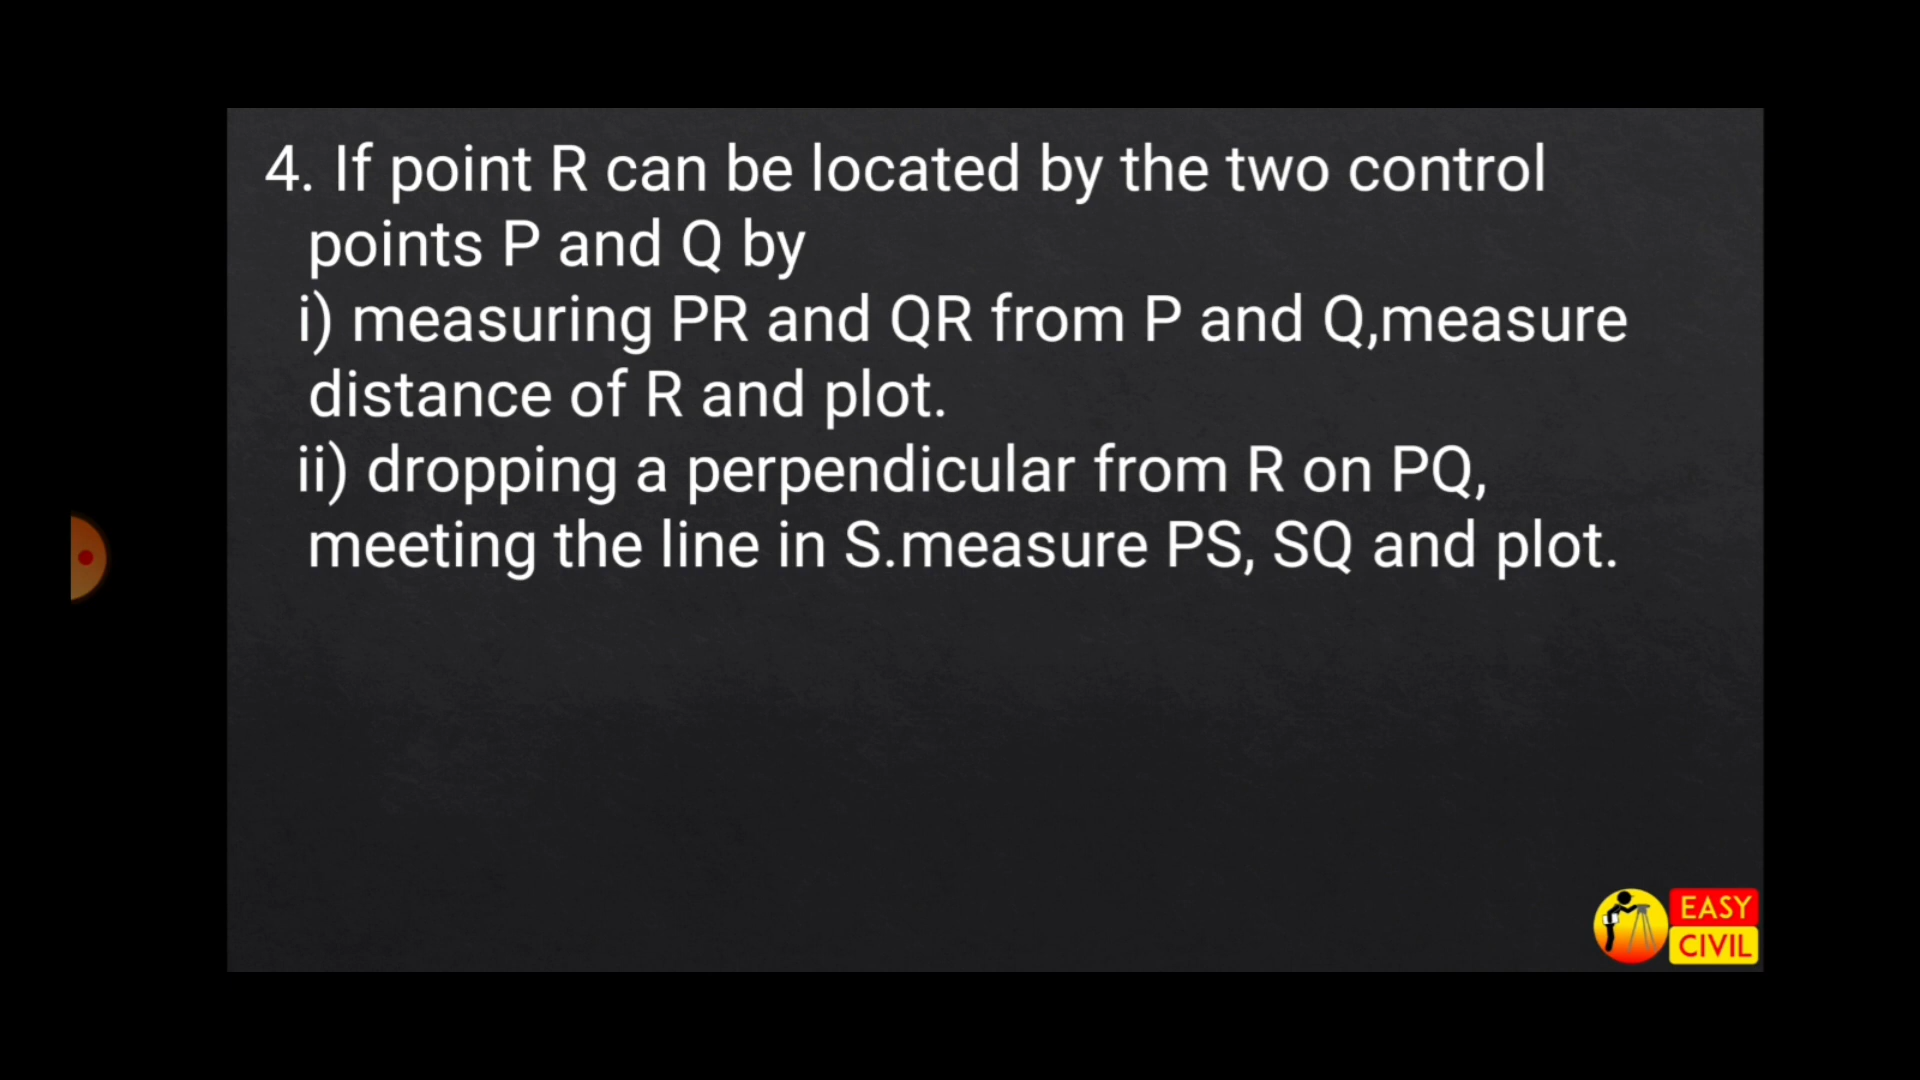 4. If point R can be located by the two control
points P and Q by
i) measuring PR and QR from P and Q,measure
distance of R and plot.
ii) dropping a perpendicular from R on PQ,
meeting the line in S.measure PS, SQ and plot.
EASY
CIVIL